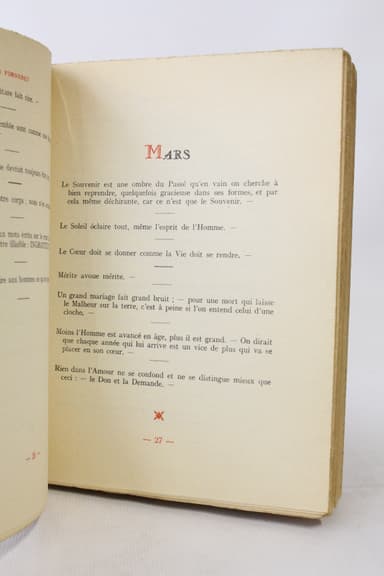 ture fait rire. —
MARS
Le Souvenir est une ombre du Passé qu'en vain on cherche à
bien reprendre, quelquefois gracieuse dans ses formes, et par
cela même déchirante, car ce n'est que le Souvenir. —
Le Soleil éclaire tout, même l'esprit de l'Homme. —
Le Cœur doit se donner comme la Vie doit se rendre. —
Mérite avoue mérite. —
Un grand mariage fait grand bruit ; — pour une mort qui laisse
le Malheur sur la terre, c'est à peine si l'on entend celui d'une
cloche. —
Moins l'Homme est avancé en âge, plus il est grand. — On dirait
que chaque année qui lui arrive est un vice de plus qui va se
placer en son cœur. —
Rien dans l'Amour ne se confond et ne se distingue mieux que
ceci : — le Don et la Demande. —
— 27 —